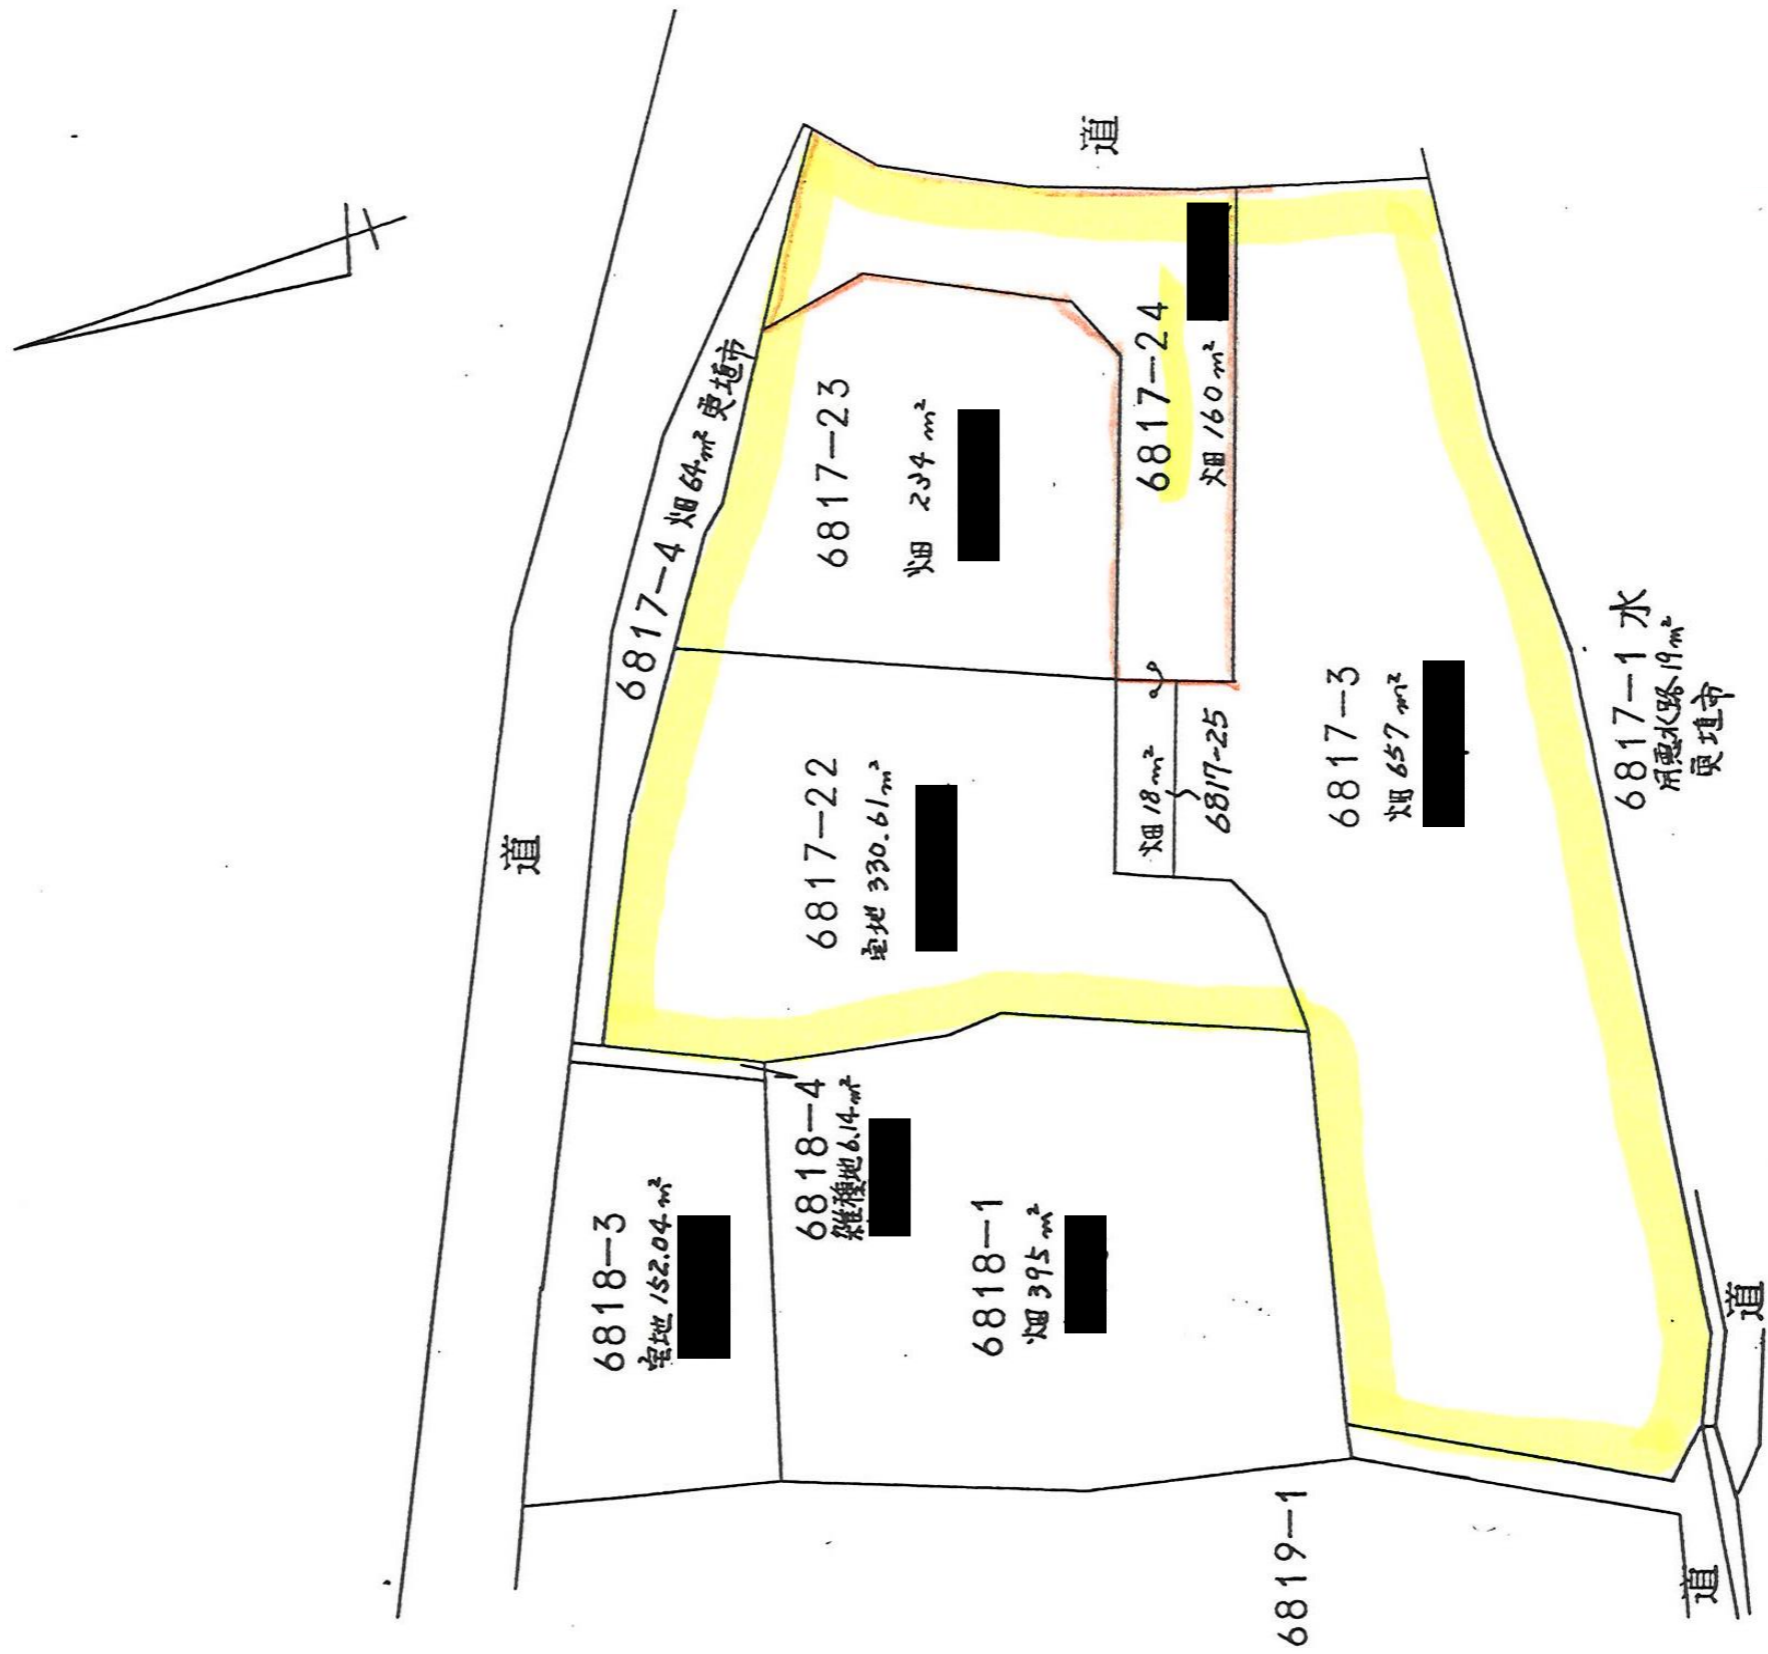 道
道
6817-4 畑 64㎡ 更埴市
6817-23
畑 234㎡
6817-24
畑 160㎡
6817-22
宅地 330.61㎡
畑 18㎡
6817-25
6817-3
畑 657㎡
6817-1 水
用悪水路 19㎡
更埴市
6818-4
雑種地 6.14㎡
6818-3
宅地 152.04㎡
6818-1
畑 395㎡
6819-1
道
道